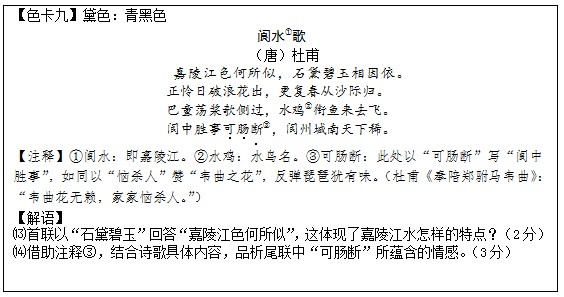 【色卡九】黛色：青黑色
阆水①歌
（唐）杜甫
嘉陵江色何所似，石黛碧玉相因依。
正怜日破浪花出，更复春从沙际归。
巴童荡桨欹侧过，水鸡②衔鱼来去飞。
阆中胜事可肠断③，阆州城南天下稀。
【注释】①阆水：即嘉陵江。②水鸡：水鸟名。③可肠断：此处以“可肠断”写“阆中
胜事”，如同以“恼杀人”赞“韦曲之花”，反弹琵琶犹有味。（杜甫《奉陪郑驸马韦曲》：
“韦曲花无赖，家家恼杀人。”）
【解语】
⒀首联以“石黛碧玉”回答“嘉陵江色何所似”，这体现了嘉陵江水怎样的特点？（2分）
⒁借助注释③，结合诗歌具体内容，品析尾联中“可肠断”所蕴含的情感。（3分）